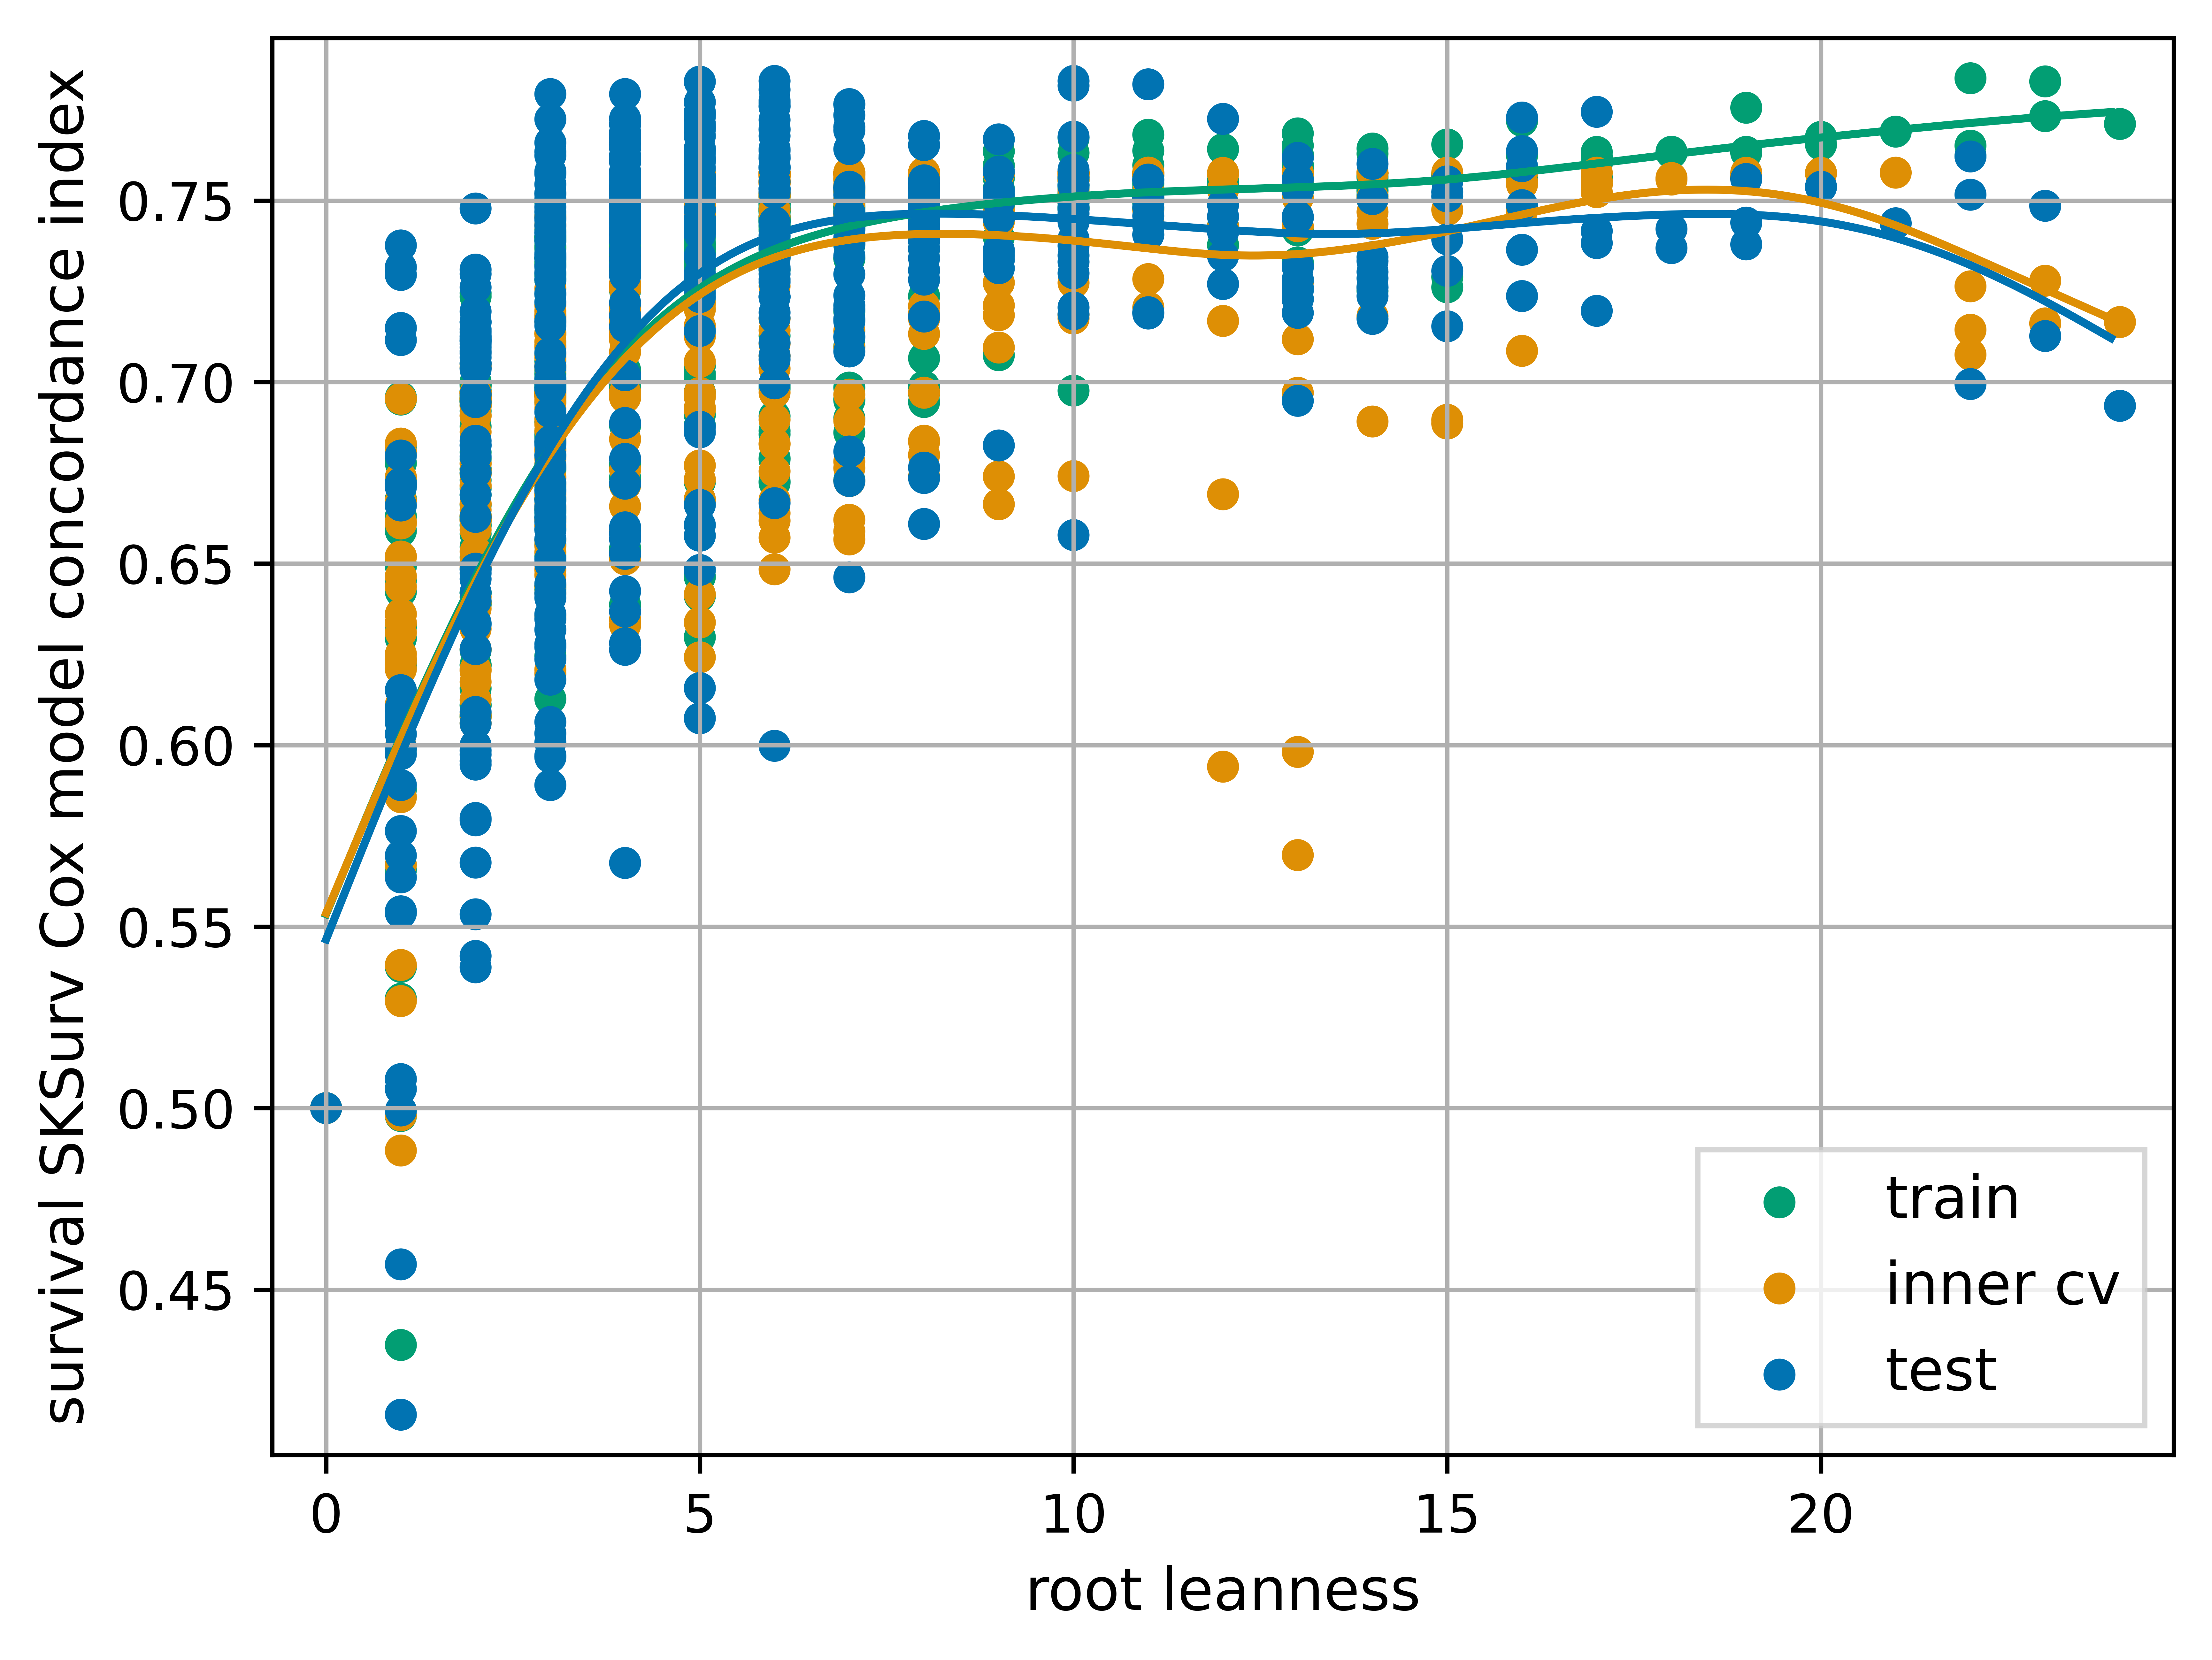 survival SKSurv Cox model concordance index
0.75
0.70
0.65
0.60
0.55
0.50
0.45
train
inner cv
test
0 5 10 15 20
root leanness